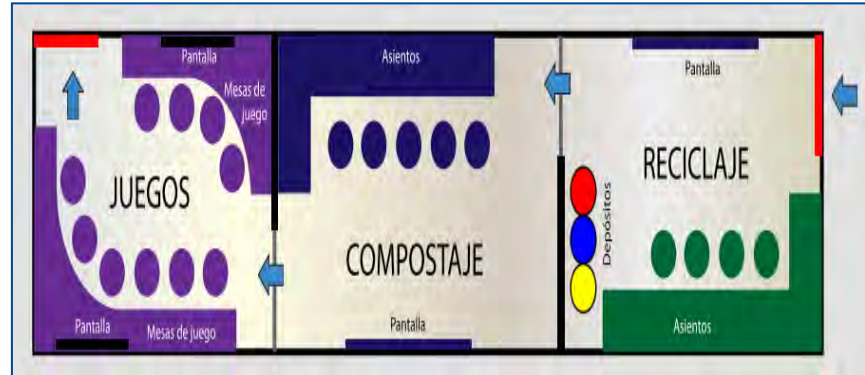 Pantalla
Mesas de
juego
JUEGOS
Pantalla
Mesas de juego
Asientos
COMPOSTAJE
Pantalla
Pantalla
RECICLAJE
Depósitos
Asientos